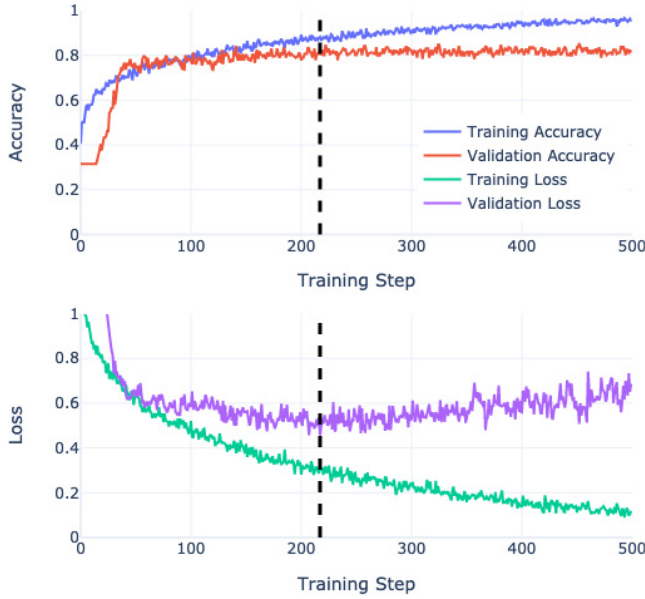 1
0.8
0.6
0.4
0.2
0
Accuracy
Training Accuracy
Validation Accuracy
Training Loss
Validation Loss
0 100 200 300 400 500
Training Step
1
0.8
0.6
0.4
0.2
0
Loss
0 100 200 300 400 500
Training Step